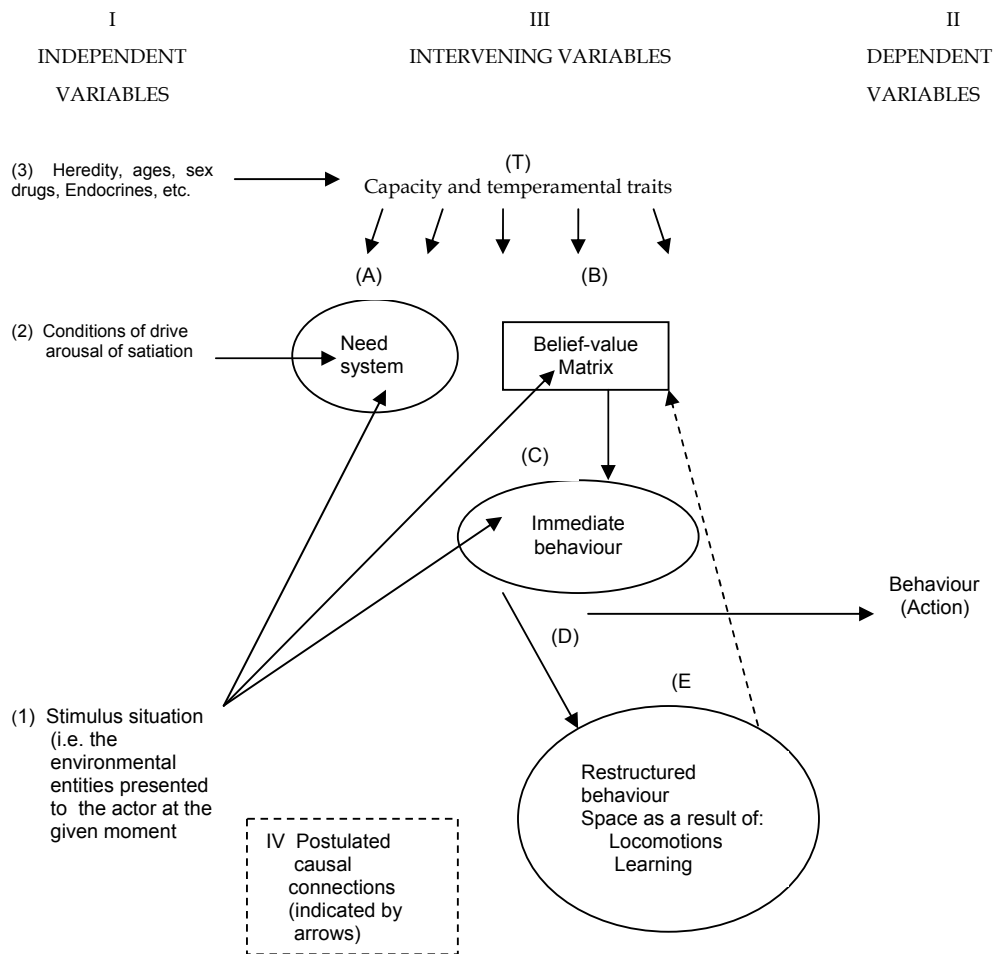 I
INDEPENDENT
VARIABLES
III
INTERVENING VARIABLES
II
DEPENDENT
VARIABLES
(3) Heredity, ages, sex
drugs, Endocrines, etc.
(T)
Capacity and temperamental traits
(A)
(B)
(2) Conditions of drive
arousal of satiation
Need
system
Belief-value
Matrix
(C)
Immediate
behaviour
Behaviour
(Action)
(D)
(E
(1) Stimulus situation
(i.e. the
environmental
entities presented
to the actor at the
given moment
Restructured
behaviour
Space as a result of:
Locomotions
Learning
IV Postulated
causal
connections
(indicated by
arrows)